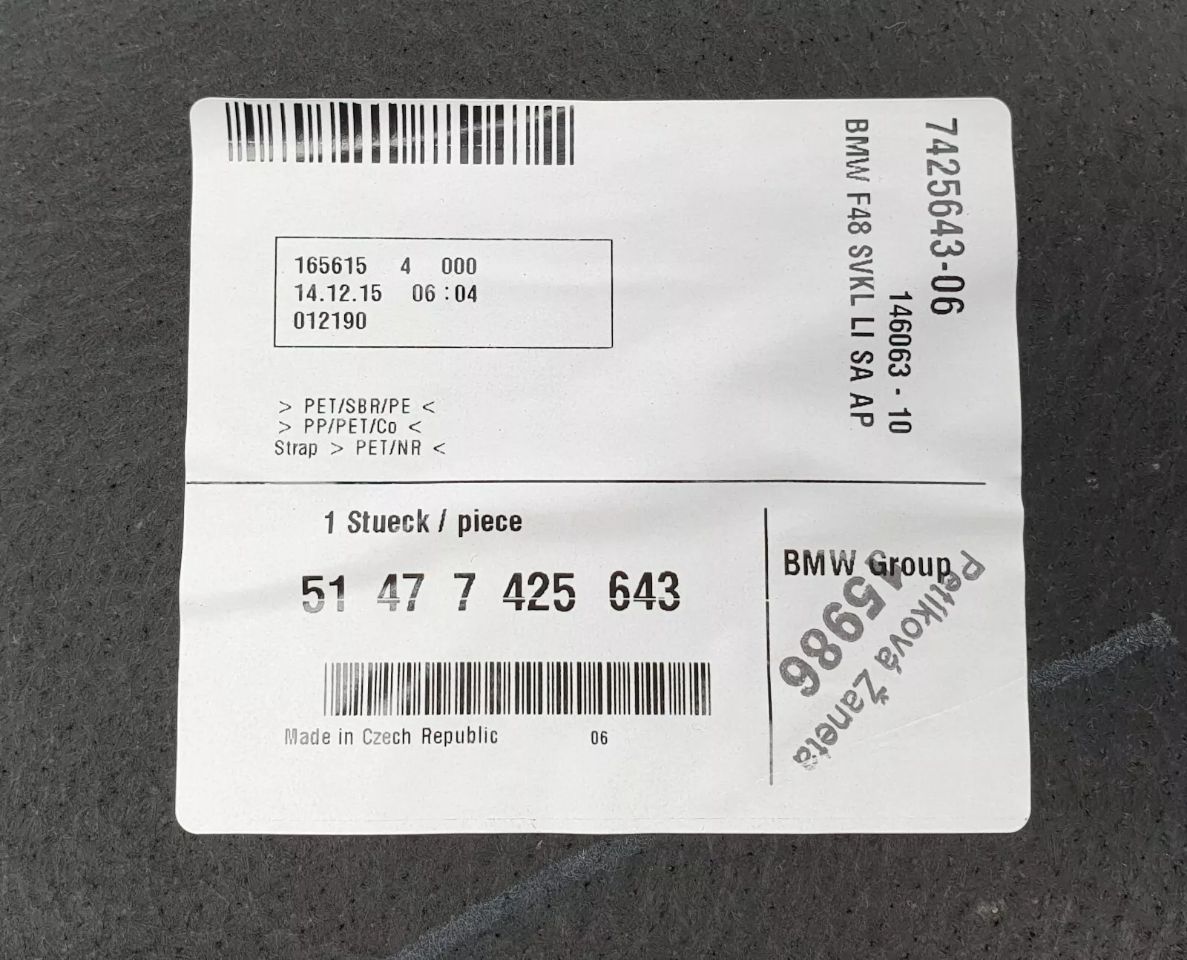 165615 4 000
14.12.15 06 :04
012190
> PET/SBR/PE <
> PP/PET/Co <
Strap > PET/NR <
7425643-06
146063 - 10
BMW F48 SVKL LI SA AP
1 Stueck / piece
51 47 7 425 643
Made in Czech Republic 06
BMW Group
Petíková Žaneta
15986